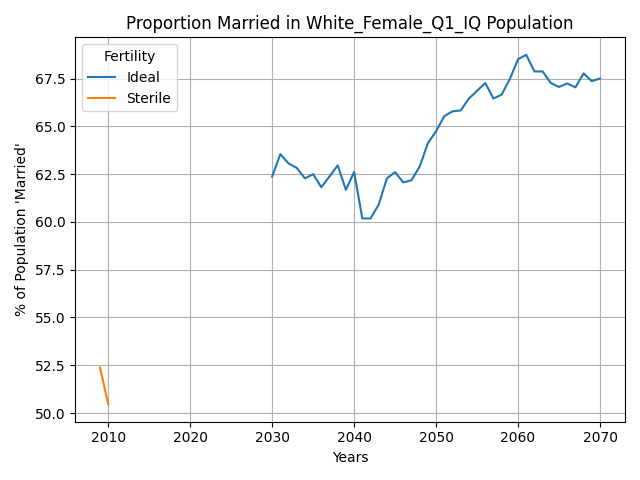 Proportion Married in White_Female_Q1_IQ Population
Fertility
Ideal
Sterile
% of Population 'Married'
67.5
65.0
62.5
60.0
57.5
55.0
52.5
50.0
2010 2020 2030 2040 2050 2060 2070
Years